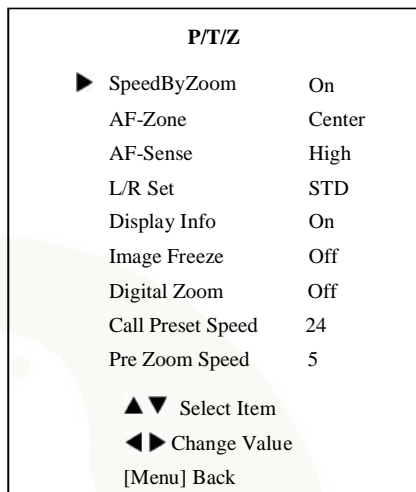 P/T/Z
▶ SpeedByZoom On
AF-Zone Center
AF-Sense High
L/R Set STD
Display Info On
Image Freeze Off
Digital Zoom Off
Call Preset Speed 24
Pre Zoom Speed 5
▲▼ Select Item
◀▶ Change Value
[Menu] Back